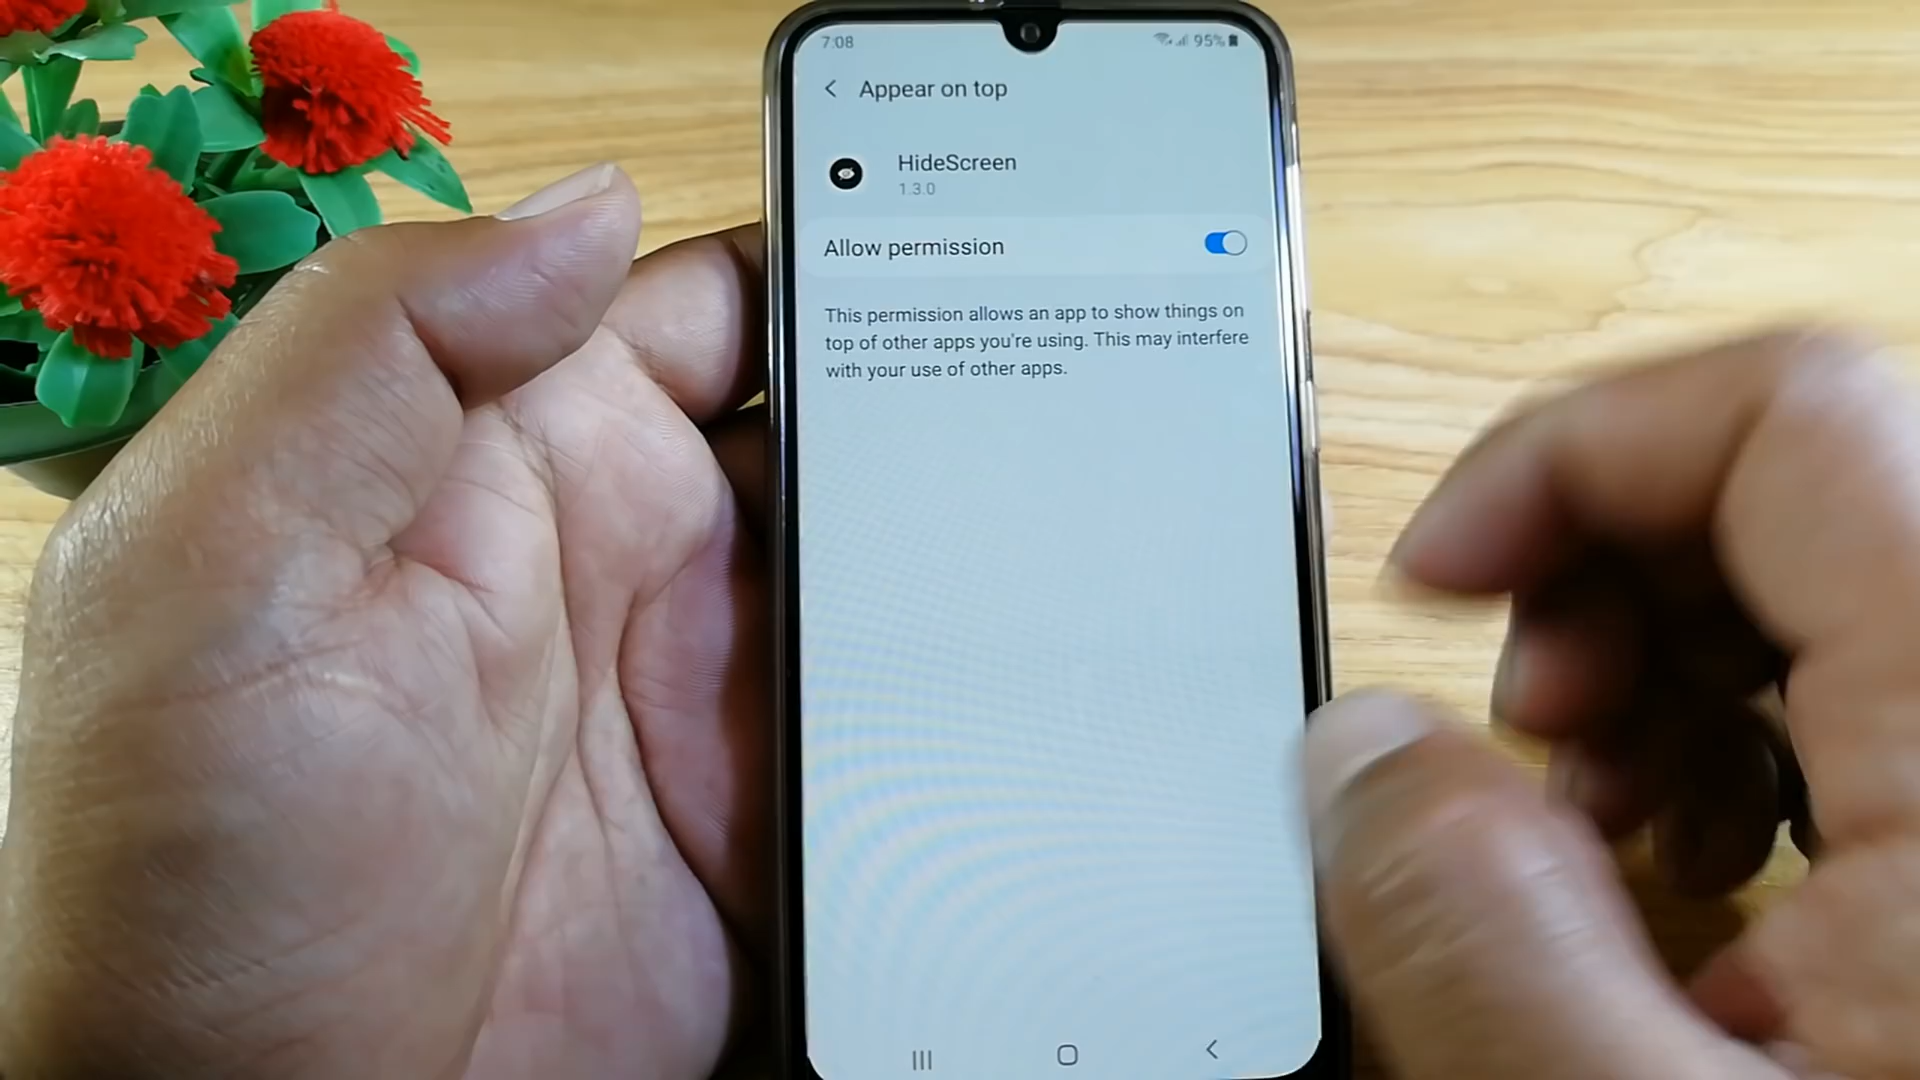 7:08
95%
Appear on top
HideScreen
1.3.0
Allow permission
This permission allows an app to show things on
top of other apps you're using. This may interfere
with your use of other apps.